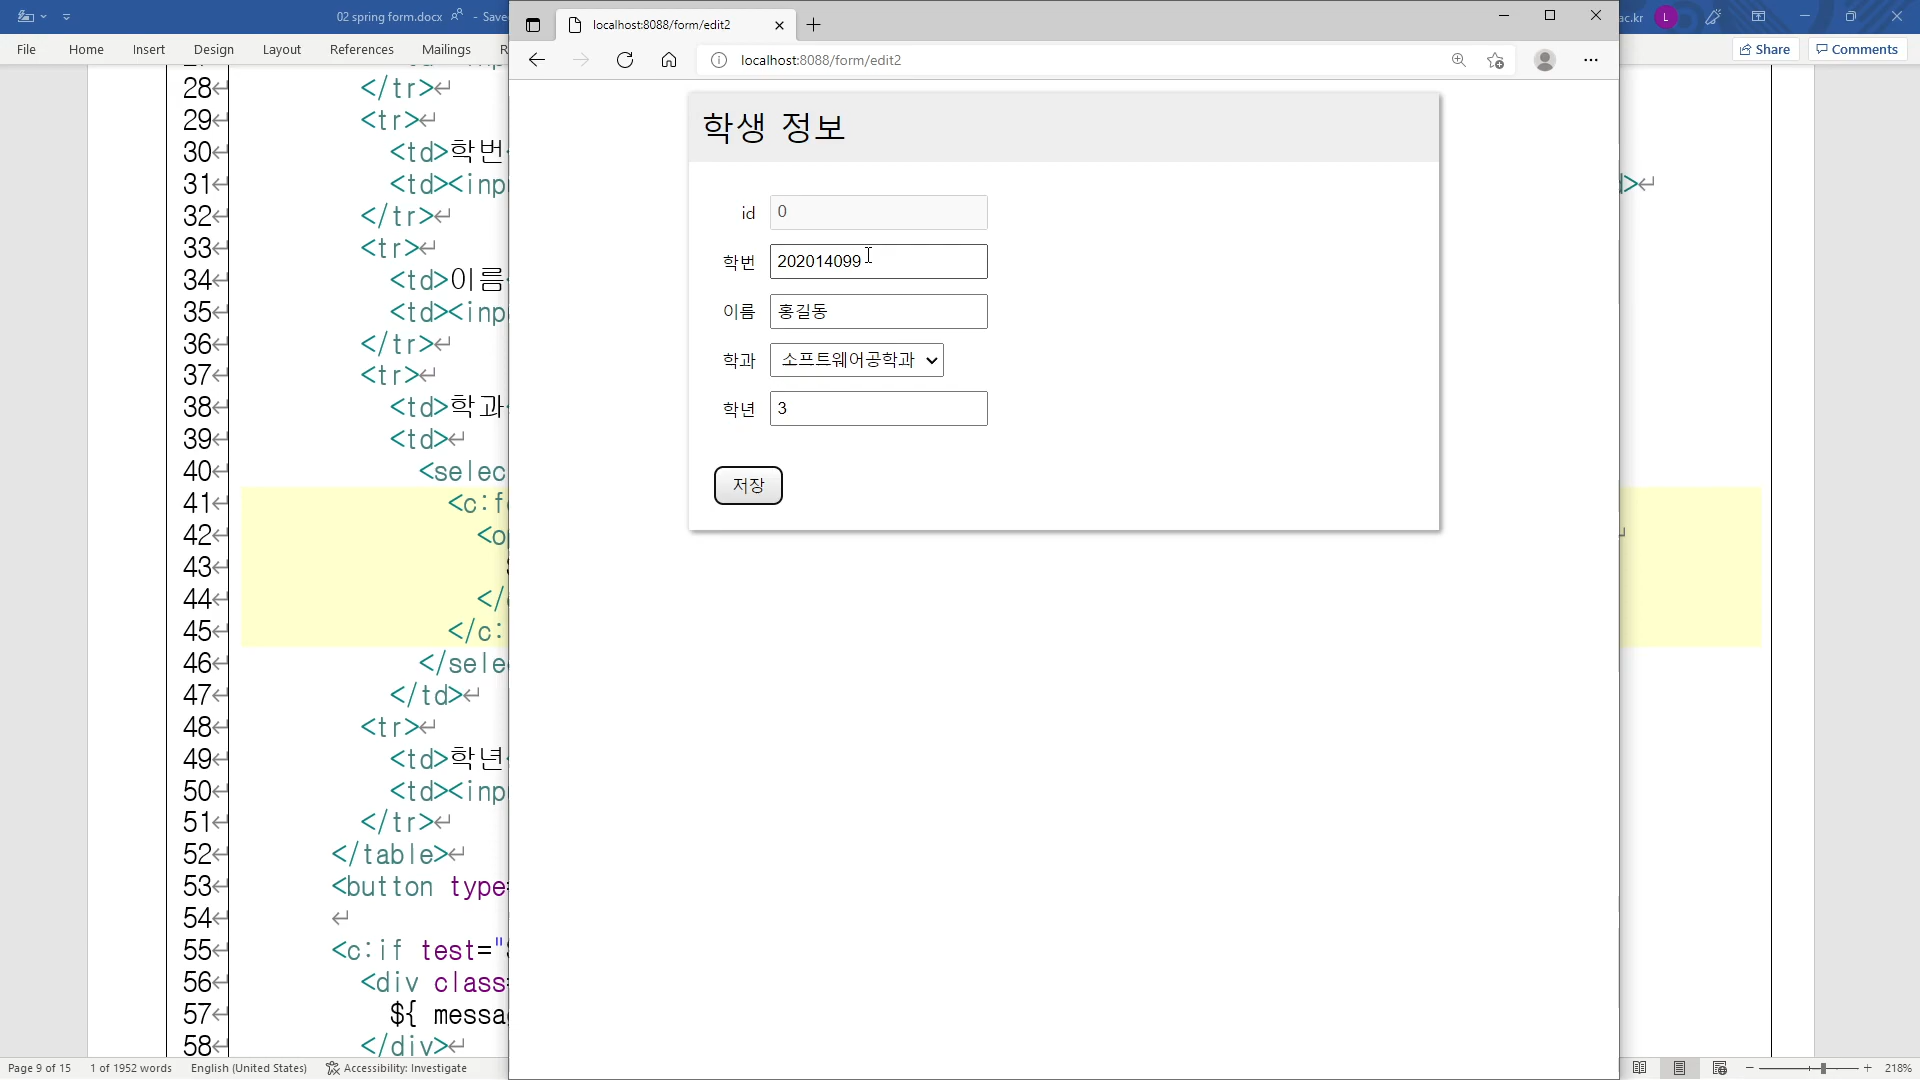 02 spring form.docx - Save
ac.kr L
File Home Insert Design Layout References Mailings R
Share Comments
localhost:8088/form/edit2
localhost:8088/form/edit2
학생 정보
id 0
학번 202014099
이름 홍길동
학과 소프트웨어공학과
학년 3
저장
28 </tr>
29 <tr>
30 <td>학번
31 <td><inp
32 </tr>
33 <tr>
34 <td>이름
35 <td><inp
36 </tr>
37 <tr>
38 <td>학과
39 <td>
40 <selec
41 <c:f
42 <o
43
44 </
45 </c:
46 </sele
47 </td>
48 <tr>
49 <td>학년
50 <td><inp
51 </tr>
52 </table>
53 <button type=
54
55 <c:if test="
56 <div class=
57 ${ messa
58 </div>
Page 9 of 15 1 of 1952 words English (United States) Accessibility: Investigate 218%